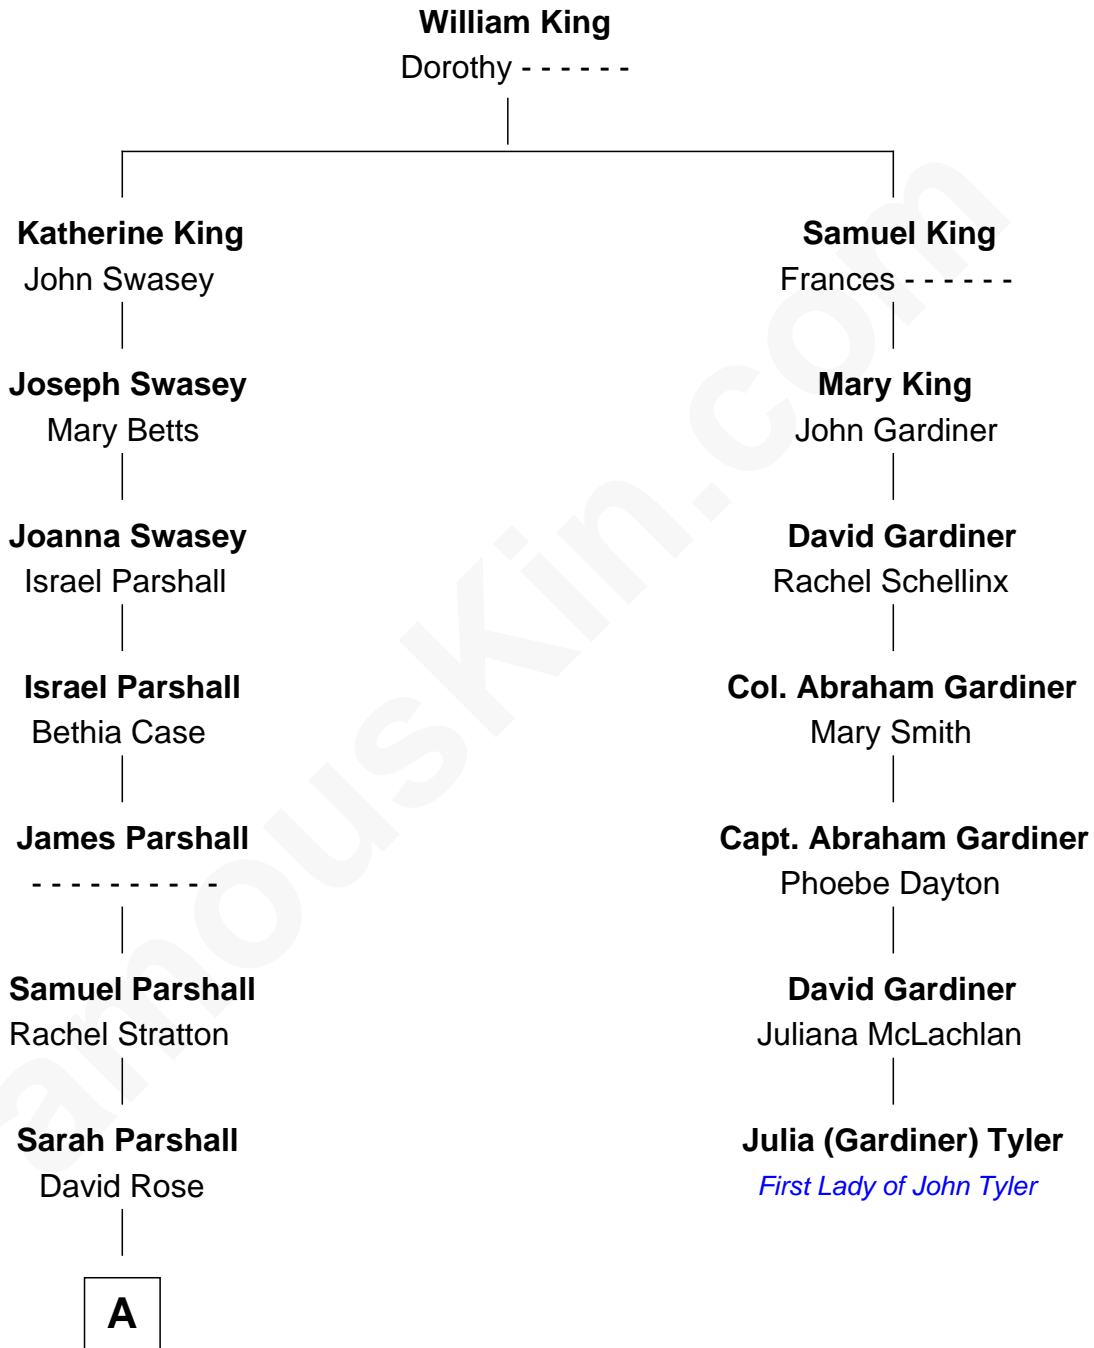 William King
Dorothy - - - - - -
Katherine King
John Swasey
Samuel King
Frances - - - - - -
Joseph Swasey
Mary Betts
Mary King
John Gardiner
Joanna Swasey
Israel Parshall
David Gardiner
Rachel Schellinx
Israel Parshall
Bethia Case
Col. Abraham Gardiner
Mary Smith
James Parshall
- - - - - - - - - -
Capt. Abraham Gardiner
Phoebe Dayton
Samuel Parshall
Rachel Stratton
David Gardiner
Juliana McLachlan
Sarah Parshall
David Rose
Julia (Gardiner) Tyler
First Lady of John Tyler
A
amousKin.com